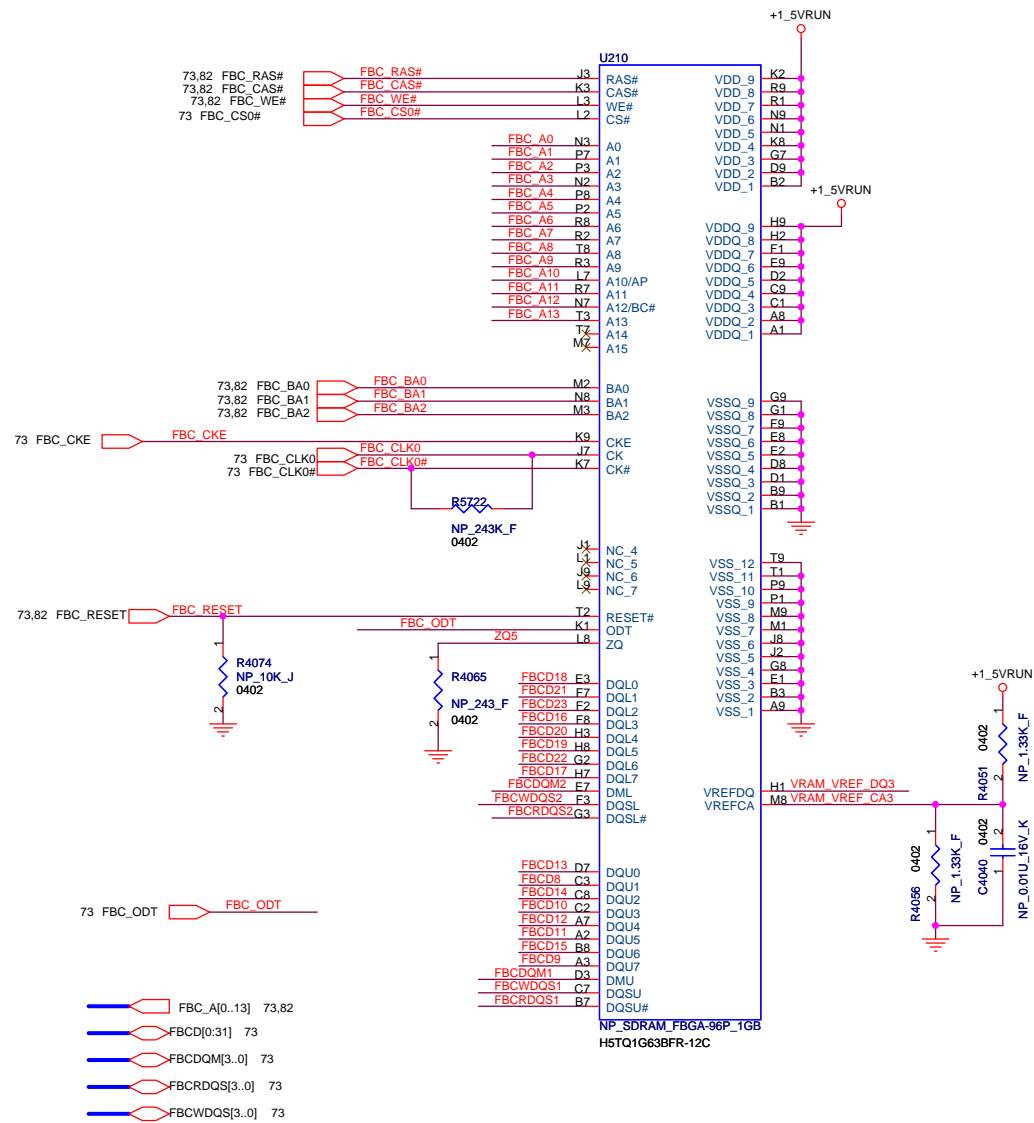 +1_5VRUN
U210
73,82 FBC_RAS# FBC_RAS# J3 RAS# VDD_9 K2
73,82 FBC_CAS# FBC_CAS# K3 CAS# VDD_8 R9
73,82 FBC_WE# FBC_WE# L3 WE# VDD_7 R1
73 FBC_CS0# FBC_CS0# L2 CS# VDD_6 N9
VDD_5 N1
FBC_A0 N3 A0 VDD_4 K8
FBC_A1 P7 A1 VDD_3 G7
FBC_A2 P3 A2 VDD_2 D9
FBC_A3 N2 A3 VDD_1 B2
FBC_A4 P8 A4 +1_5VRUN
FBC_A5 P2 A5
FBC_A6 R8 A6 VDDQ_9 H9
FBC_A7 R2 A7 VDDQ_8 H2
FBC_A8 T8 A8 VDDQ_7 F1
FBC_A9 R3 A9 VDDQ_6 E9
FBC_A10 L7 A10/AP VDDQ_5 D2
FBC_A11 R7 A11 VDDQ_4 C9
FBC_A12 N7 A12/BC# VDDQ_3 C1
FBC_A13 T3 A13 VDDQ_2 A8
T7 A14 VDDQ_1 A1
M7 A15
73,82 FBC_BA0 FBC_BA0 M2 BA0
73,82 FBC_BA1 FBC_BA1 N8 BA1 VSSQ_9 G9
73,82 FBC_BA2 FBC_BA2 M3 BA2 VSSQ_8 G1
VSSQ_7 F9
73 FBC_CKE FBC_CKE K9 CKE VSSQ_6 E8
73 FBC_CLK0 FBC_CLK0 J7 CK VSSQ_5 E2
73 FBC_CLK0# FBC_CLK0# K7 CK# VSSQ_4 D8
VSSQ_3 D1
VSSQ_2 B9
R5722 VSSQ_1 B1
NP_243K_F
0402
J1 NC_4
L1 NC_5 VSS_12 T9
J9 NC_6 VSS_11 T1
L9 NC_7 VSS_10 P9
VSS_9 P1
73,82 FBC_RESET FBC_RESET T2 RESET# VSS_8 M9
FBC_ODT K1 ODT VSS_7 M1
ZQ5 L8 ZQ VSS_6 J8
1 VSS_5 J2
R4074 1 VSS_4 G8
NP_10K_J R4065 VSS_3 E1
0402 NP_243_F VSS_2 B3
2 0402 VSS_1 A9
2
FBCD18 E3 DQL0
FBCD21 F7 DQL1
FBCD23 F2 DQL2
FBCD16 F8 DQL3
FBCD20 H3 DQL4
FBCD19 H8 DQL5
FBCD22 G2 DQL6
FBCD17 H7 DQL7
FBCDQM2 E7 DML VREFDQ H1 VRAM_VREF_DQ3
FBCWDQS2 F3 DQSL VREFCA M8 VRAM_VREF_CA3
FBCRDQS2 G3 DQSL#
+1_5VRUN
1
R4051 0402
NP_1.33K_F
2
1
R4056 0402
NP_1.33K_F
2
2
C4040 0402
NP_0.01U_16V_K
1
FBCD13 D7 DQU0
FBCD8 C3 DQU1
FBCD14 C8 DQU2
FBCD10 C2 DQU3
FBCD12 A7 DQU4
FBCD11 A2 DQU5
FBCD15 B8 DQU6
FBCD9 A3 DQU7
FBCDQM1 D3 DMU
FBCWDQS1 C7 DQSU
FBCRDQS1 B7 DQSU#
73 FBC_ODT FBC_ODT
NP_SDRAM_FBGA-96P_1GB
H5TQ1G63BFR-12C
FBC_A[0..13] 73,82
FBCD[0:31] 73
FBCDQM[3..0] 73
FBCRDQS[3..0] 73
FBCWDQS[3..0] 73